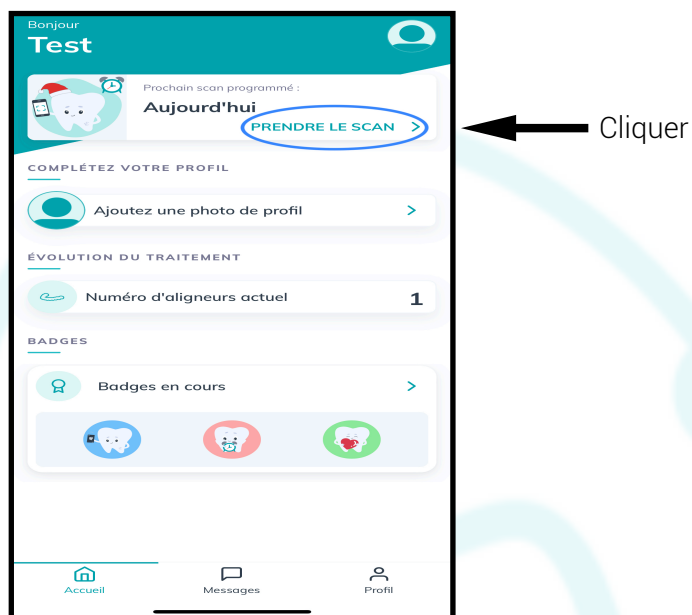 Bonjour
Test
Prochain scan programmé :
Aujourd'hui
PRENDRE LE SCAN
Cliquer
COMPLÉTEZ VOTRE PROFIL
Ajoutez une photo de profil
ÉVOLUTION DU TRAITEMENT
Numéro d'aligneurs actuel 1
BADGES
Badges en cours
Accueil Messages Profil